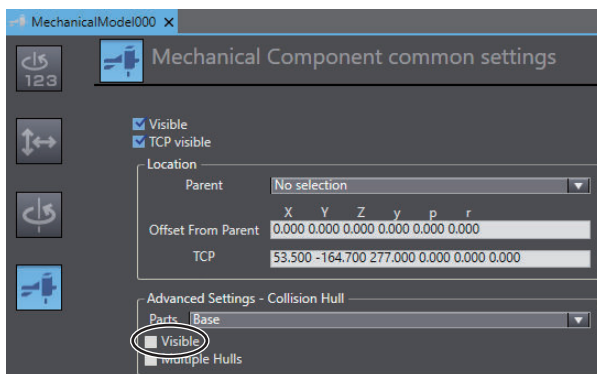 MechanicalModel000
123
Mechanical Component common settings
Visible
TCP visible
Location
Parent No selection
X Y Z y p r
Offset From Parent 0.000 0.000 0.000 0.000 0.000 0.000
TCP 53.500 -164.700 277.000 0.000 0.000 0.000
Advanced Settings - Collision Hull
Parts Base
Visible
Multiple Hulls